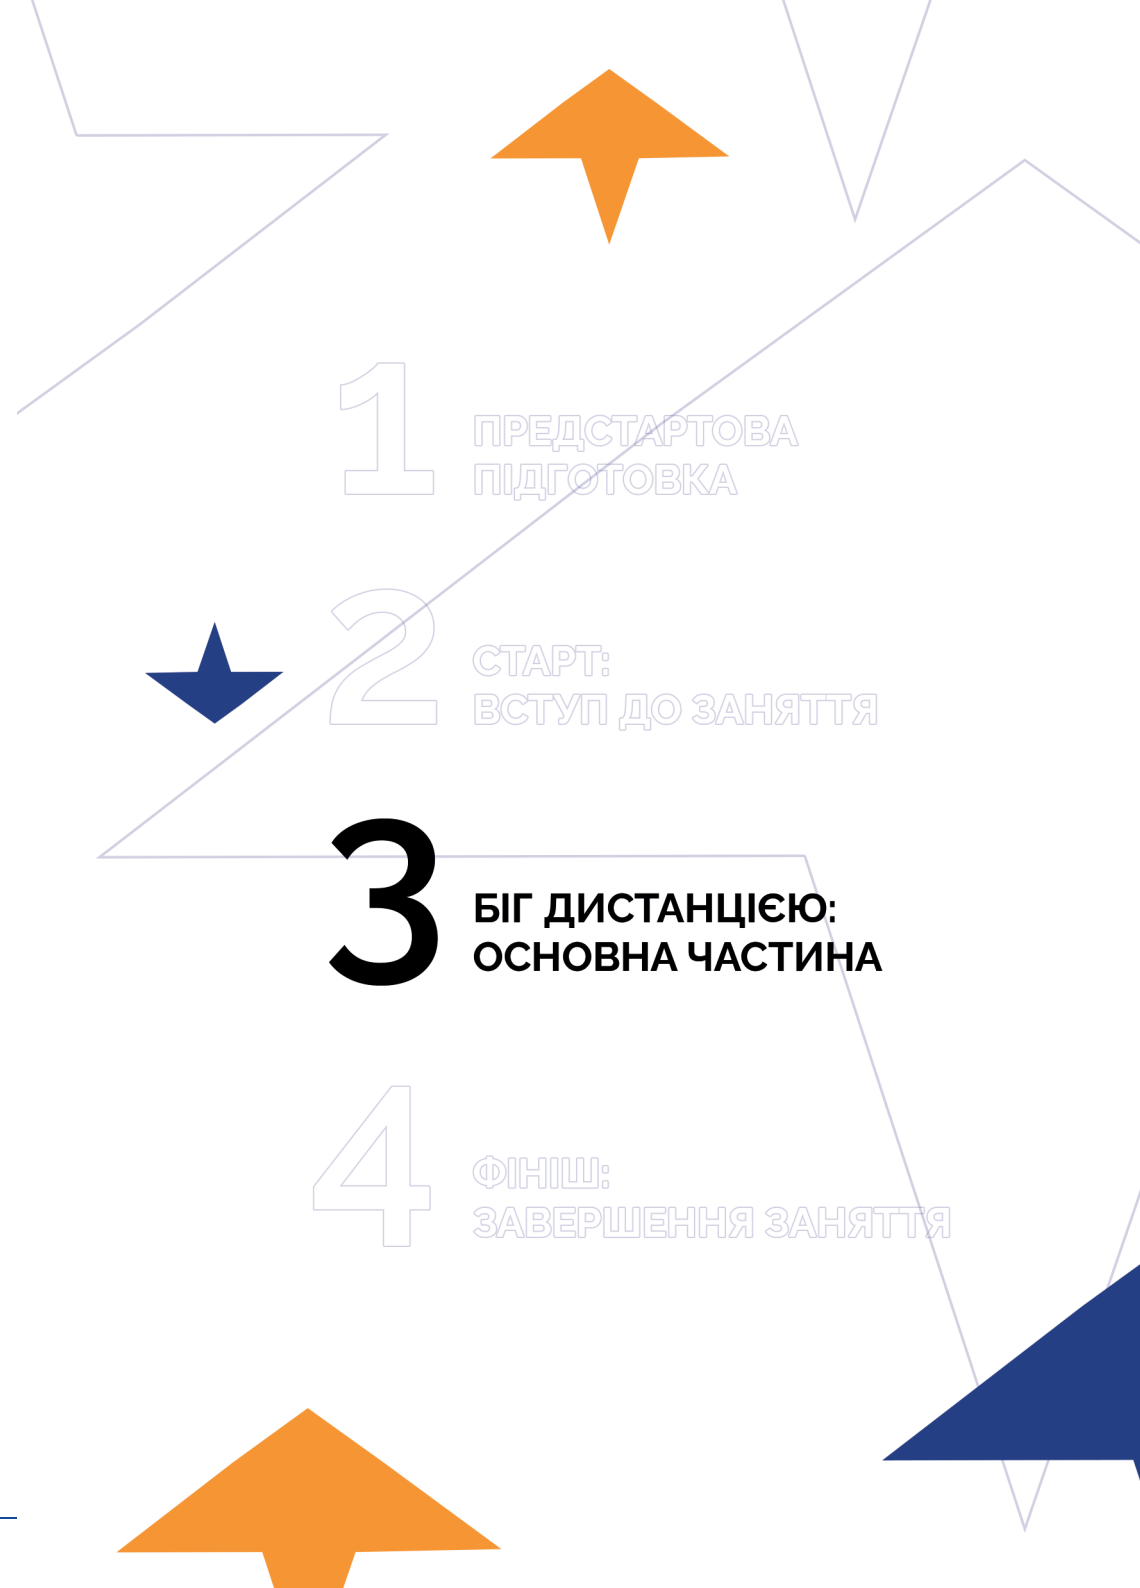 1 ПРЕДСТАРТОВА
ПІДГОТОВКА
2 СТАРТ:
ВСТУП ДО ЗАНЯТТЯ
3 БІГ ДИСТАНЦІЄЮ:
ОСНОВНА ЧАСТИНА
4 ФІНІШ:
ЗАВЕРШЕННЯ ЗАНЯТТЯ